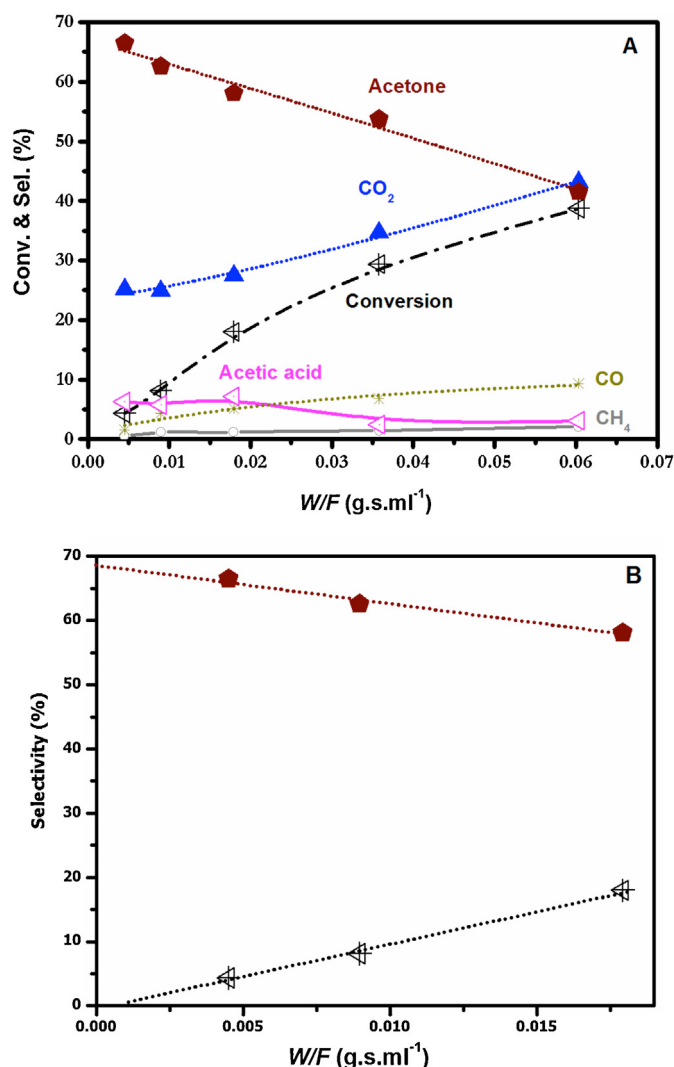 A
70
60
50
40
30
20
10
0
Conv. & Sel. (%)
Acetone
CO₂
Conversion
Acetic acid
CO
CH₄
0.00 0.01 0.02 0.03 0.04 0.05 0.06 0.07
W/F (g.s.ml⁻¹)
B
70
60
50
40
30
20
10
0
Selectivity (%)
0.000 0.005 0.010 0.015
W/F (g.s.ml⁻¹)